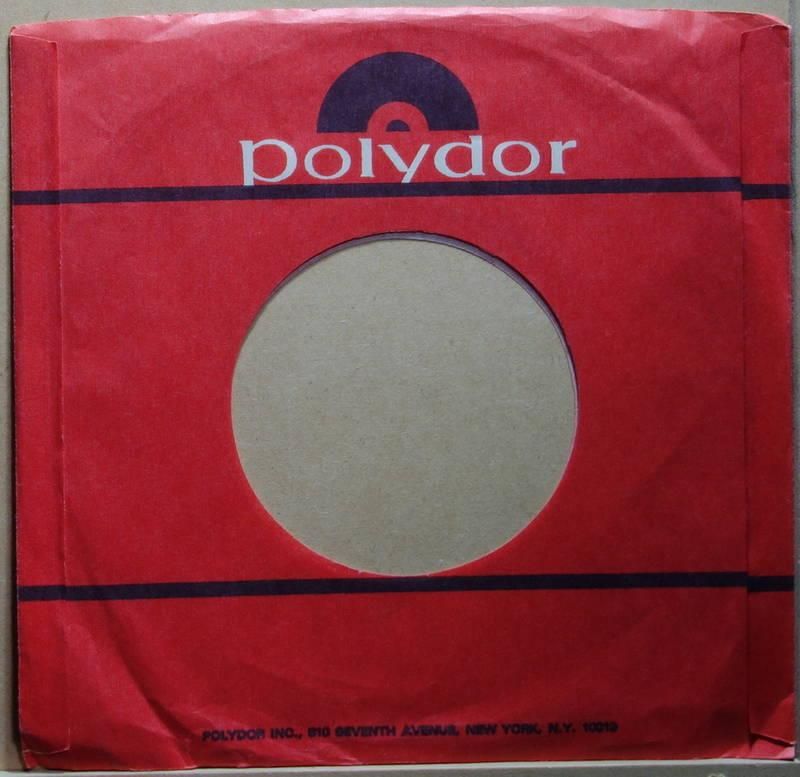 polydor
POLYDOR INC., 810 SEVENTH AVENUE, NEW YORK, N.Y. 10019